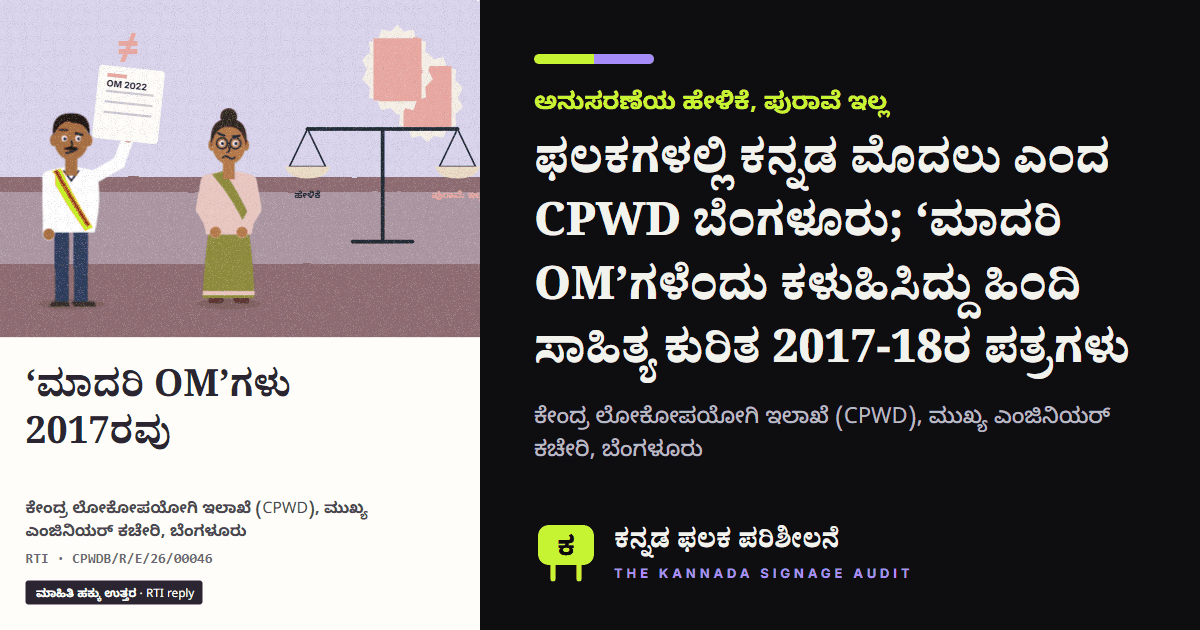 ≠
OM 2022
ಹೇಳಿಕೆ
ಪುರಾವೆ: ಇಲ
‘ಮಾದರಿ OM’ಗಳು
2017ರವು
ಕೇಂದ್ರ ಲೋಕೋಪಯೋಗಿ ಇಲಾಖೆ (CPWD), ಮುಖ್ಯ
ಎಂಜಿನಿಯರ್ ಕಚೇರಿ, ಬೆಂಗಳೂರು
RTI · CPWDB/R/E/26/00046
ಮಾಹಿತಿ ಹಕ್ಕು ಉತ್ತರ · RTI reply
ಅನುಸರಣೆಯ ಹೇಳಿಕೆ, ಪುರಾವೆ ಇಲ್ಲ
ಫಲಕಗಳಲ್ಲಿ ಕನ್ನಡ ಮೊದಲು ಎಂದ
CPWD ಬೆಂಗಳೂರು; ‘ಮಾದರಿ
OM’ಗಳೆಂದು ಕಳುಹಿಸಿದ್ದು ಹಿಂದಿ
ಸಾಹಿತ್ಯ ಕುರಿತ 2017-18ರ ಪತ್ರಗಳು
ಕೇಂದ್ರ ಲೋಕೋಪಯೋಗಿ ಇಲಾಖೆ (CPWD), ಮುಖ್ಯ ಎಂಜಿನಿಯರ್
ಕಚೇರಿ, ಬೆಂಗಳೂರು
ಕ
ಕನ್ನಡ ಫಲಕ ಪರಿಶೀಲನೆ
THE KANNADA SIGNAGE AUDIT